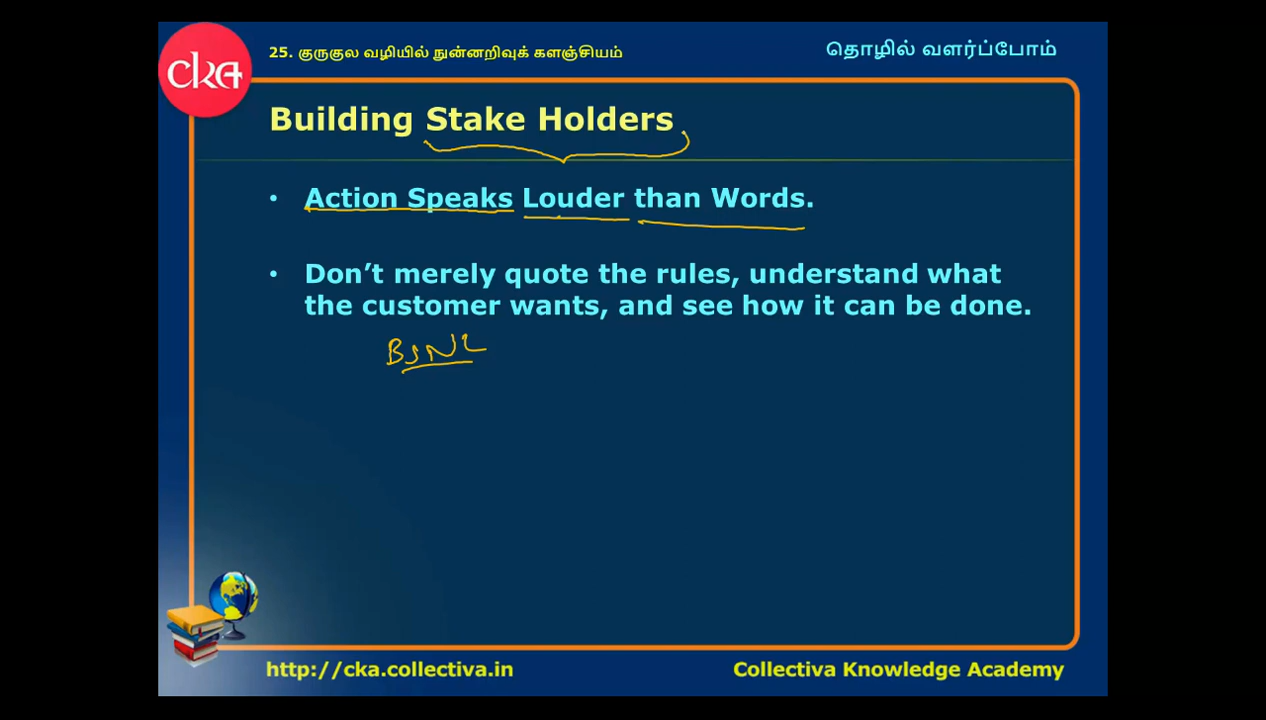 cka
25. குருகுல வழியில் நுன்னறிவுக் களஞ்சியம்
தொழில் வளர்ப்போம்
Building Stake Holders
• Action Speaks Louder than Words.
• Don’t merely quote the rules, understand what
the customer wants, and see how it can be done.
BSNL
http://cka.collectiva.in
Collectiva Knowledge Academy